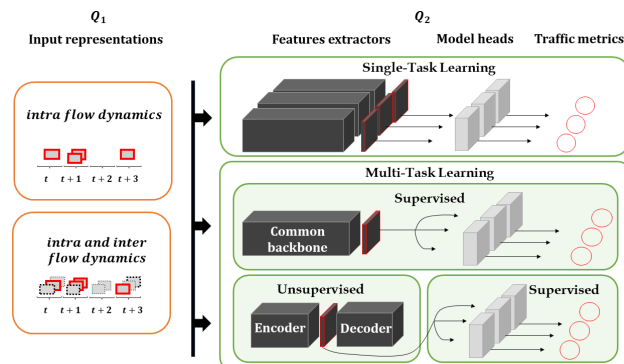 Q1
Q2
Input representations
Features extractors
Model heads
Traffic metrics
Single-Task Learning
intra flow dynamics
t
t + 1
t + 2
t + 3
Multi-Task Learning
Supervised
Common
backbone
intra and inter
flow dynamics
t
t + 1
t + 2
t + 3
Unsupervised
Encoder
Decoder
Supervised